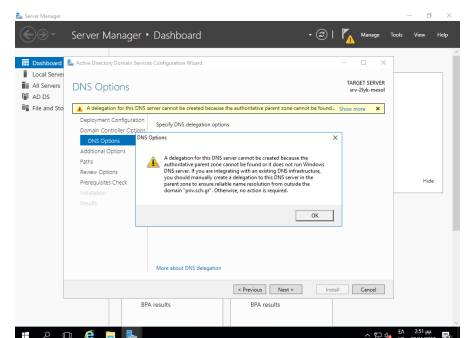 Server Manager
Server Manager • Dashboard
Manage Tools View Help
Dashboard
Local Server
All Servers
AD DS
File and Sto
Active Directory Domain Services Configuration Wizard
DNS Options
TARGET SERVER
srv-2lyk-mesol
A delegation for this DNS server cannot be created because the authoritative parent zone cannot be found... Show more
Deployment Configuration
Domain Controller Options
DNS Options
Additional Options
Paths
Review Options
Prerequisites Check
Installation
Results
Specify DNS delegation options
DNS Options
A delegation for this DNS server cannot be created because the
authoritative parent zone cannot be found or it does not run Windows
DNS server. If you are integrating with an existing DNS infrastructure,
you should manually create a delegation to this DNS server in the
parent zone to ensure reliable name resolution from outside the
domain "priv.sch.gr". Otherwise, no action is required.
OK
Hide
More about DNS delegation
< Previous Next > Install Cancel
BPA results BPA results
ΕΛ 2:51 μμ